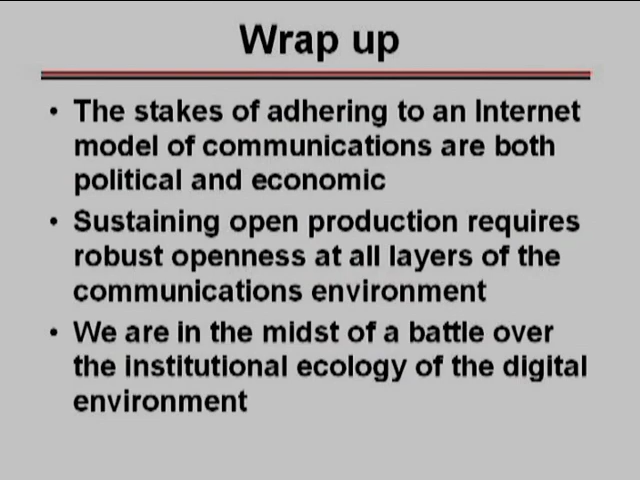 Wrap up
• The stakes of adhering to an Internet
model of communications are both
political and economic
• Sustaining open production requires
robust openness at all layers of the
communications environment
• We are in the midst of a battle over
the institutional ecology of the digital
environment